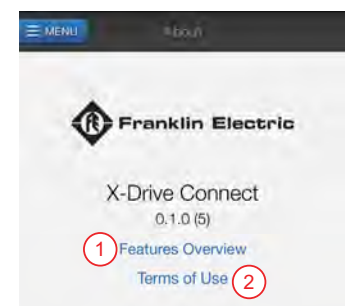 MENU
About
Franklin Electric
X-Drive Connect
0.1.0 (5)
1 Features Overview
Terms of Use 2